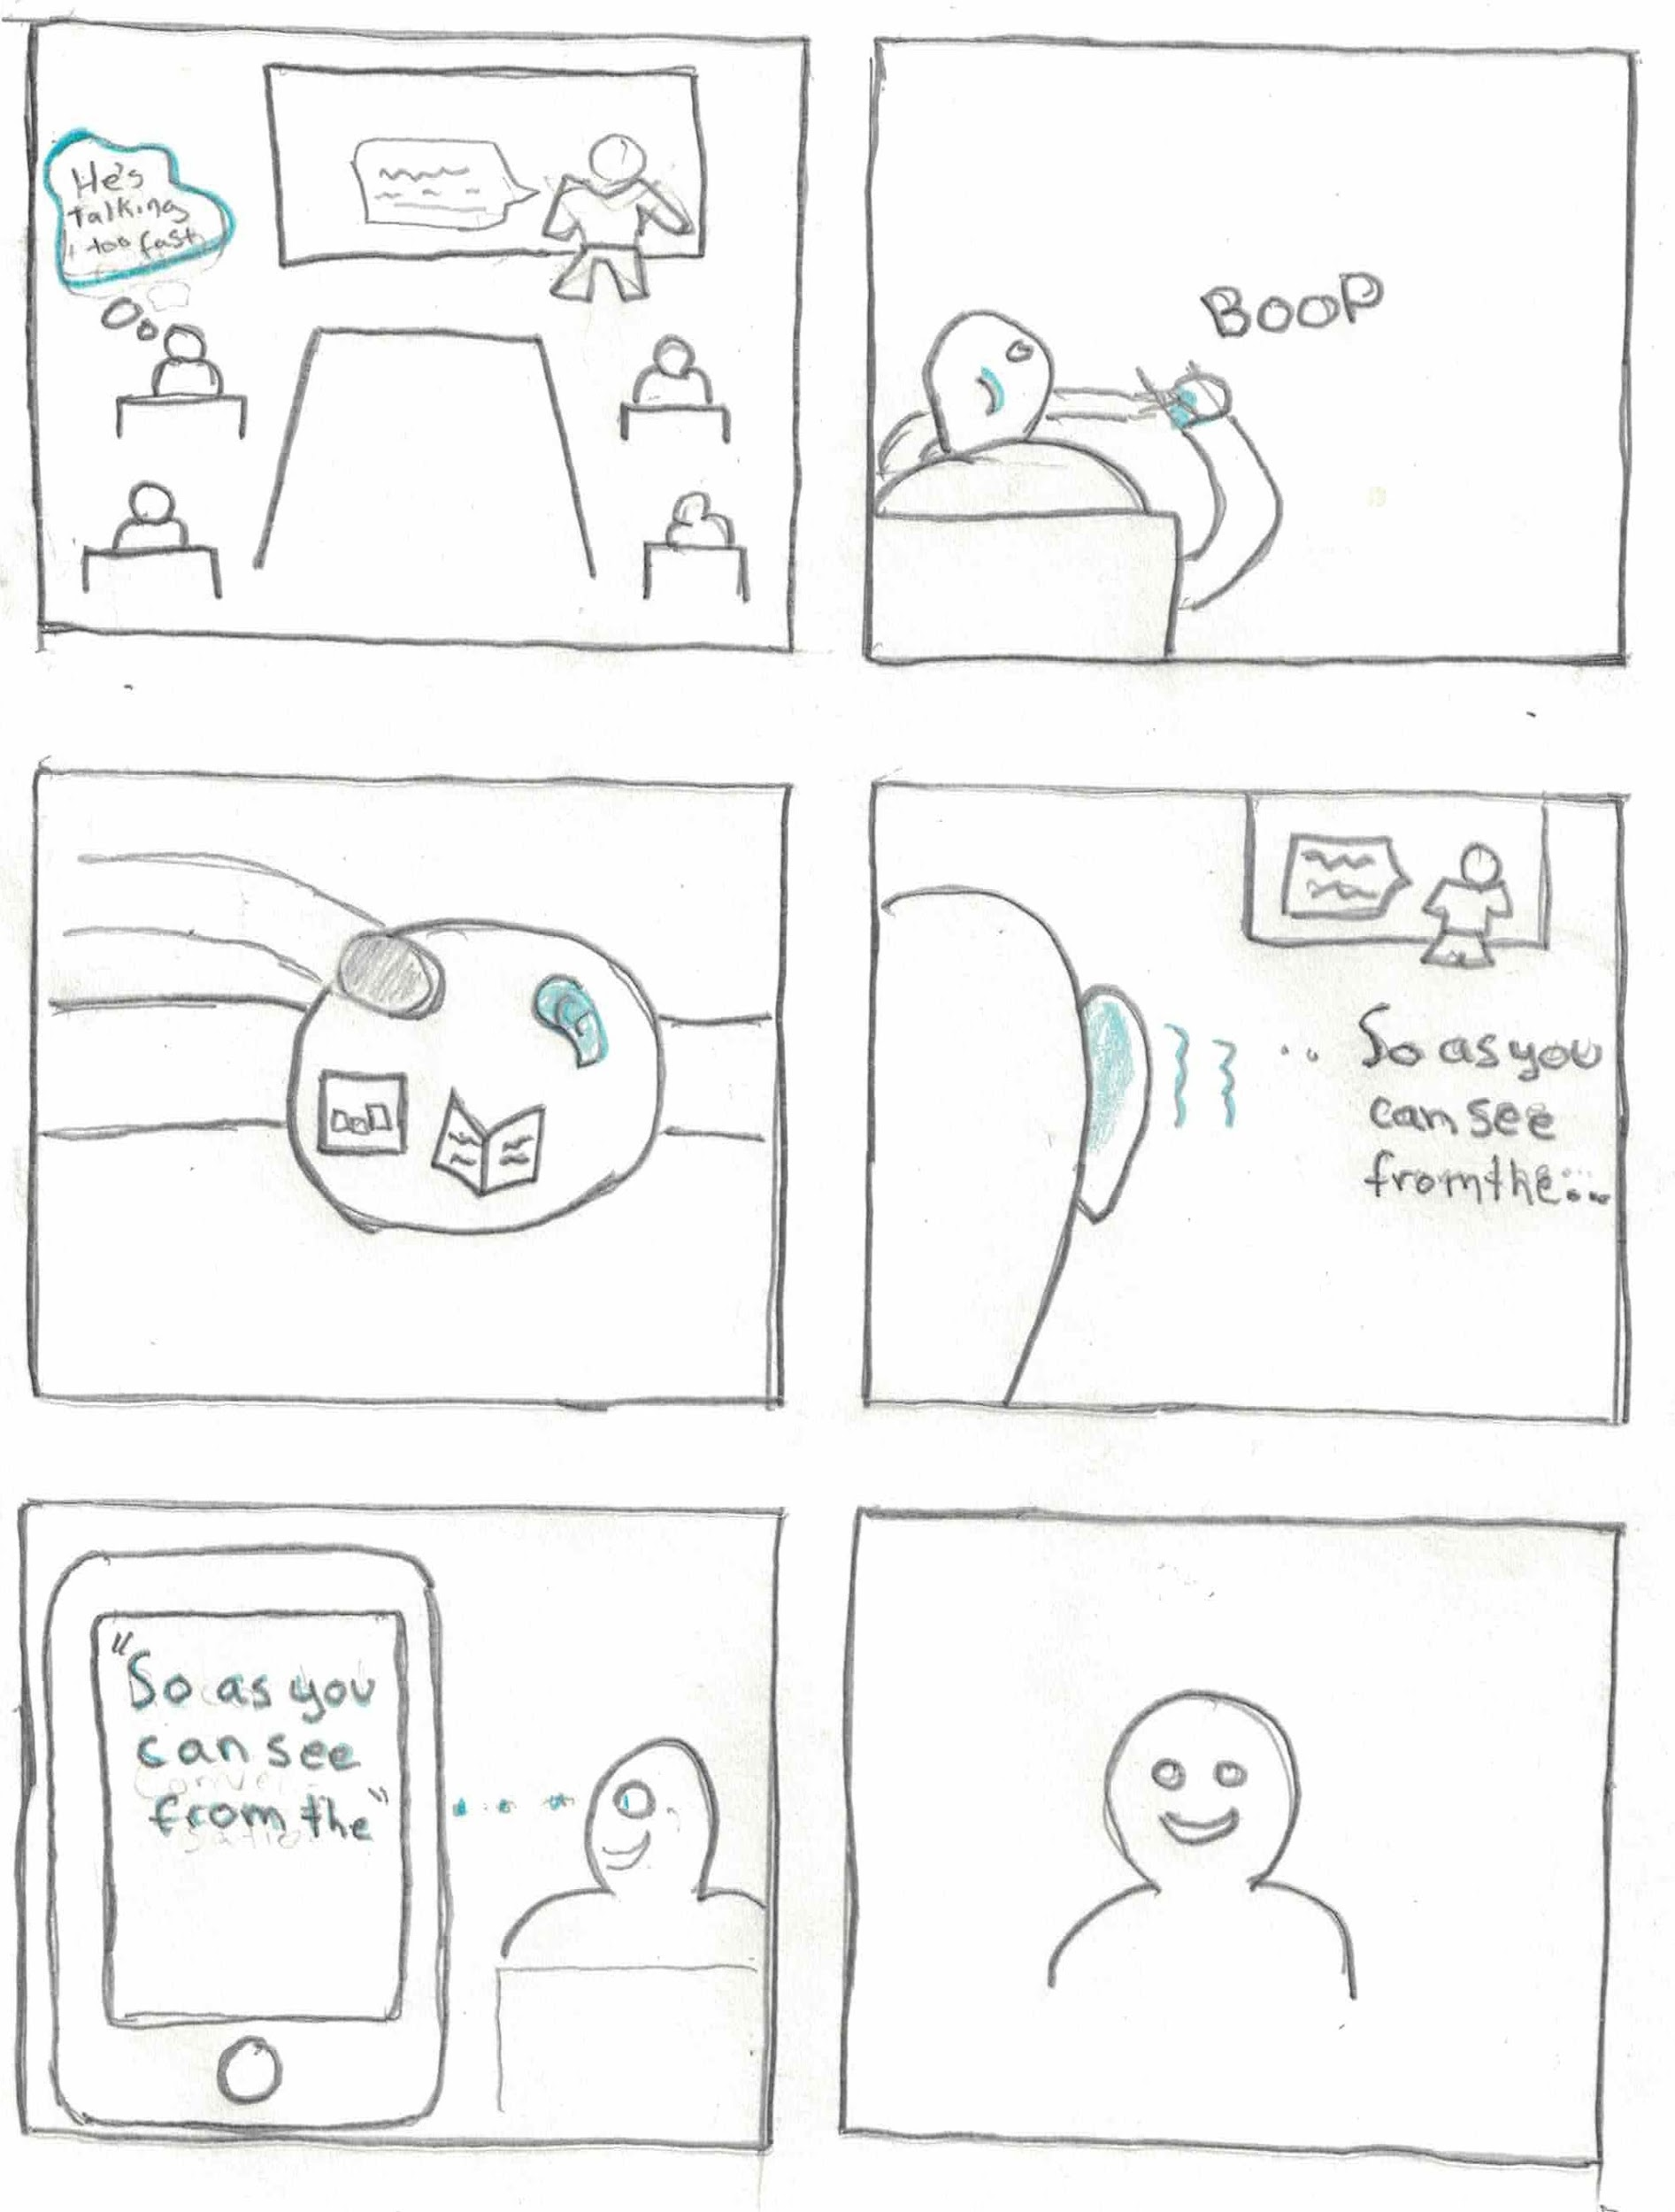 He's
Talking
too fast
BOOP
So as you
can see
from the...
"So as you
can see
from the"